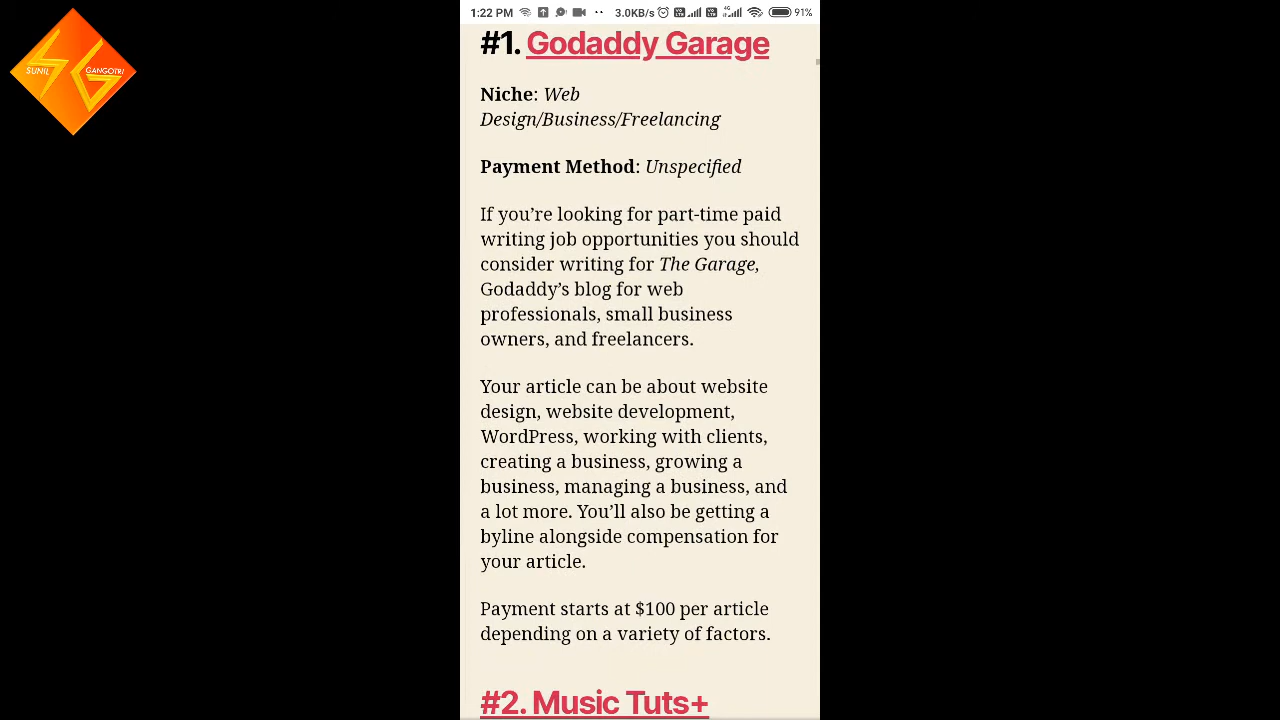 1:22 PM 3.0KB/s 4G 91%
SUNIL GANGOTRI
#1. Godaddy Garage
Niche: Web
Design/Business/Freelancing
Payment Method: Unspecified
If you’re looking for part-time paid
writing job opportunities you should
consider writing for The Garage,
Godaddy’s blog for web
professionals, small business
owners, and freelancers.
Your article can be about website
design, website development,
WordPress, working with clients,
creating a business, growing a
business, managing a business, and
a lot more. You’ll also be getting a
byline alongside compensation for
your article.
Payment starts at $100 per article
depending on a variety of factors.
#2. Music Tuts+